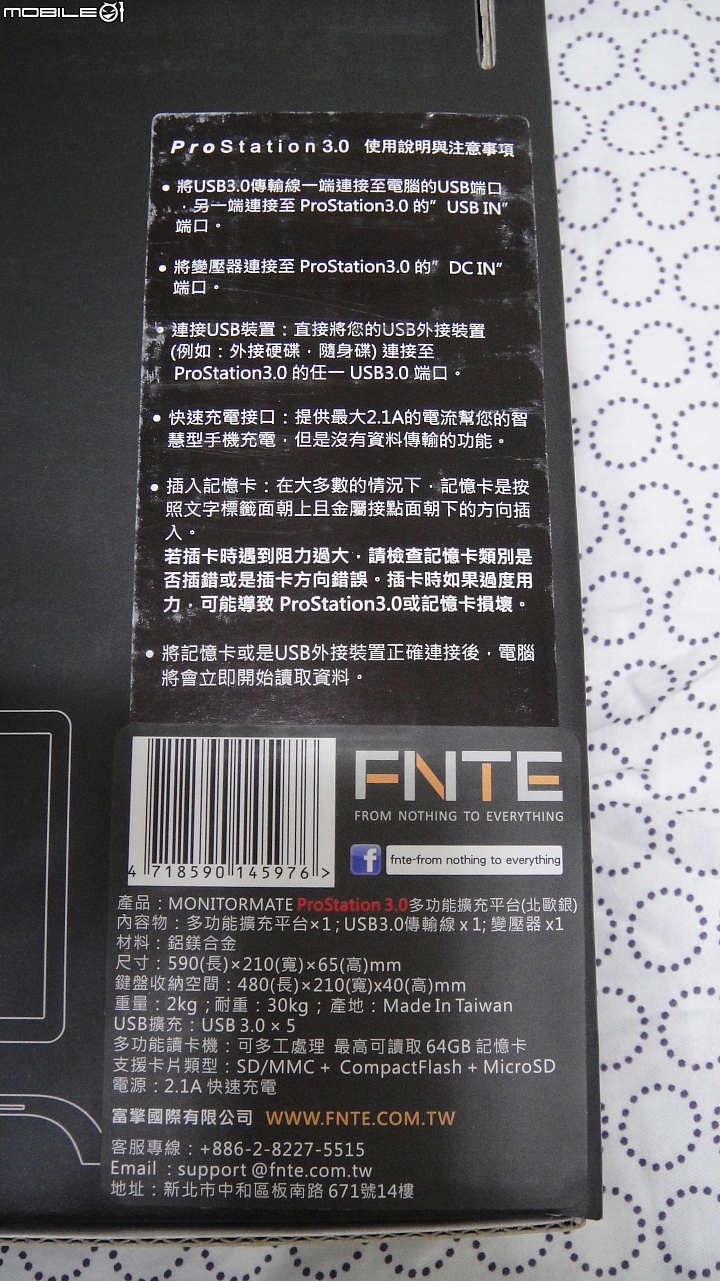 MOBILE01
ProStation 3.0 使用說明與注意事項
• 將USB3.0傳輸線一端連接至電腦的USB端口
，另一端連接至 ProStation3.0 的”USB IN”
端口。
• 將變壓器連接至 ProStation3.0 的”DC IN”
端口。
• 連接USB裝置：直接將您的USB外接裝置
(例如：外接硬碟，隨身碟) 連接至
ProStation3.0 的任一 USB3.0 端口。
• 快速充電接口：提供最大2.1A的電流幫您的智
慧型手機充電，但是沒有資料傳輸的功能。
• 插入記憶卡：在大多數的情況下，記憶卡是按
照文字標籤面朝上且金屬接點面朝下的方向插
入。
若插卡時遇到阻力過大，請檢查記憶卡類別是
否插錯或是插卡方向錯誤。插卡時如果過度用
力，可能導致 ProStation3.0或記憶卡損壞。
• 將記憶卡或是USB外接裝置正確連接後，電腦
將會立即開始讀取資料。
FNTE
FROM NOTHING TO EVERYTHING
4 718590 145976 >
f fnte-from nothing to everything
產品：MONITORMATE ProStation 3.0多功能擴充平台(北歐銀)
內容物：多功能擴充平台×1 ; USB3.0傳輸線 x 1; 變壓器 x1
材料：鋁鎂合金
尺寸：590(長)×210(寬)×65(高)mm
鍵盤收納空間：480(長)×210(寬)x40(高)mm
重量：2kg ; 耐重：30kg ; 產地：Made In Taiwan
USB擴充：USB 3.0 × 5
多功能讀卡機：可多工處理 最高可讀取 64GB 記憶卡
支援卡片類型：SD/MMC + CompactFlash + MicroSD
電源：2.1A 快速充電
富擎國際有限公司 WWW.FNTE.COM.TW
客服專線：+886-2-8227-5515
Email : support @fnte.com.tw
地址：新北市中和區板南路 671號14樓